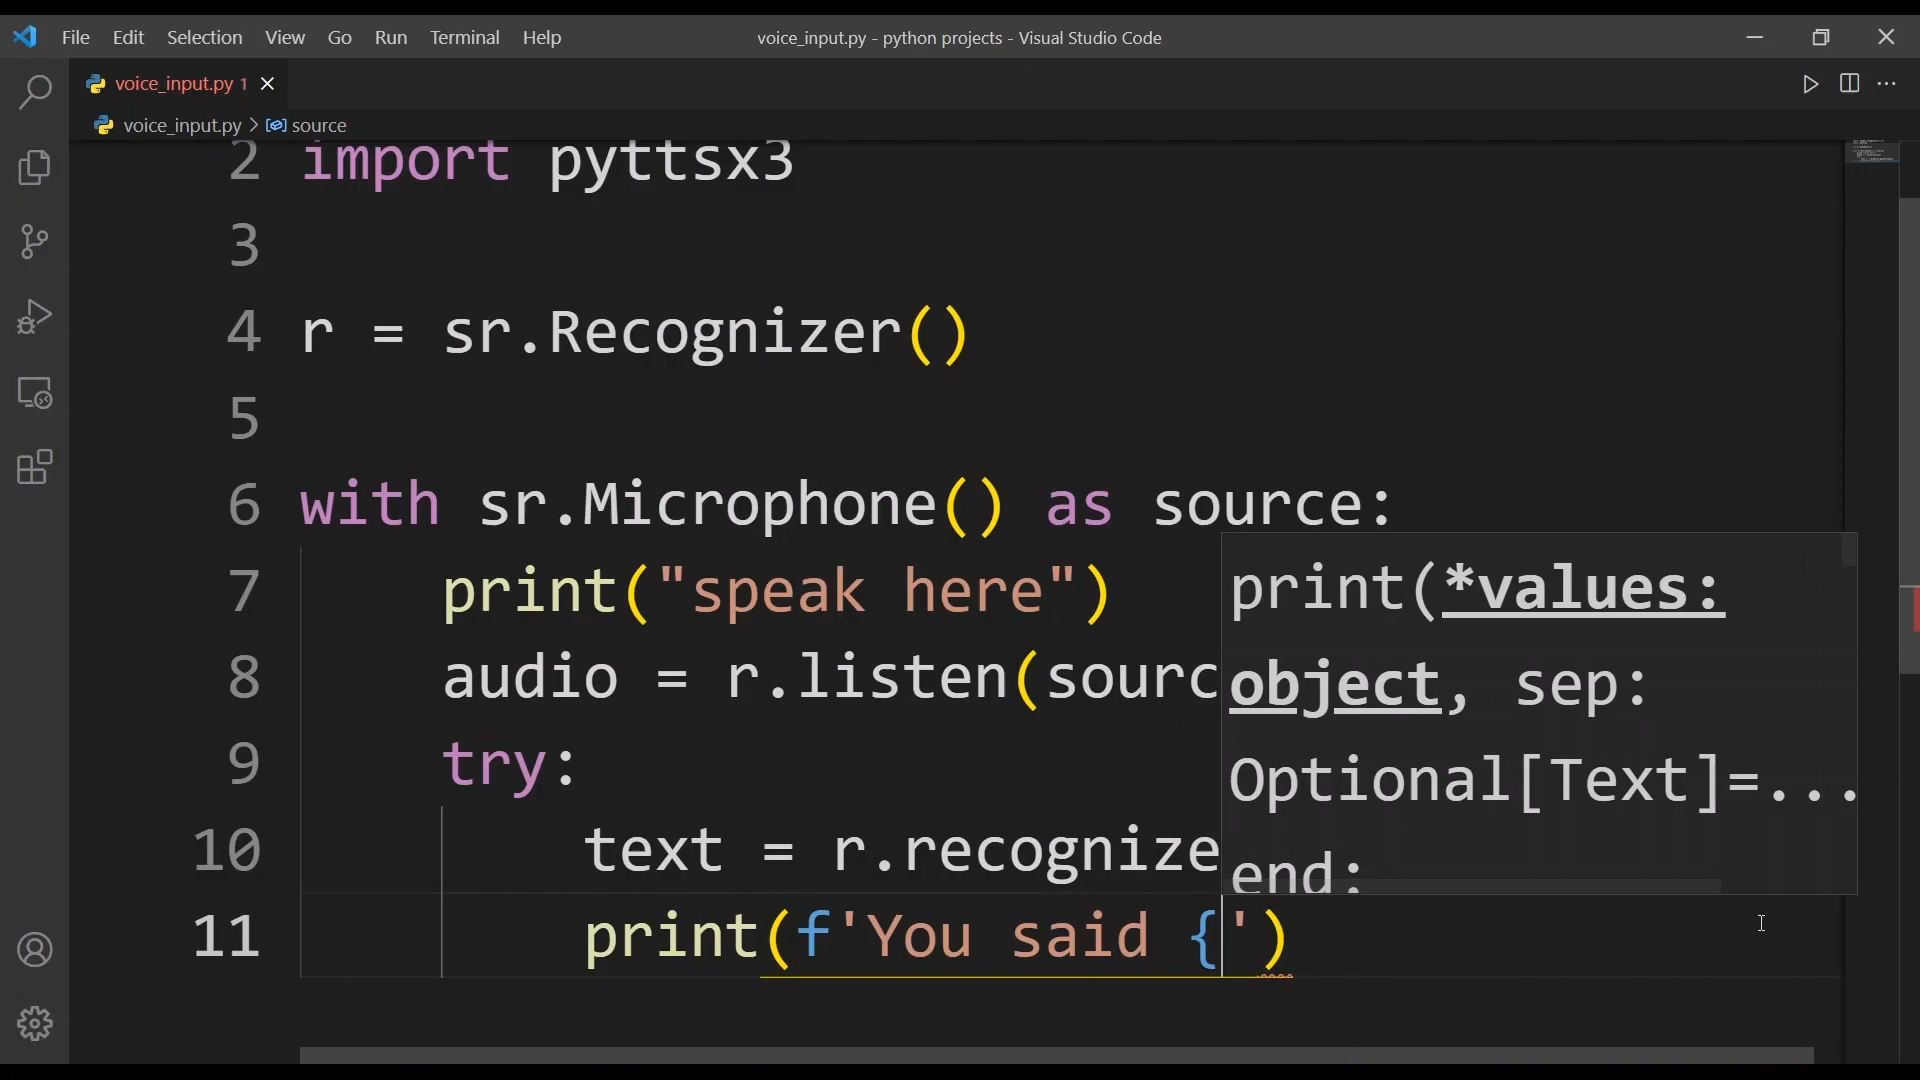 File Edit Selection View Go Run Terminal Help
voice_input.py - python projects - Visual Studio Code
voice_input.py 1
voice_input.py > source
2 import pyttsx3
3
4 r = sr.Recognizer()
5
6 with sr.Microphone() as source:
7 print("speak here")
8 audio = r.listen(sourc
9 try:
10 text = r.recognize
11 print(f'You said {')
print(*values:
object, sep:
Optional[Text]=...
end: